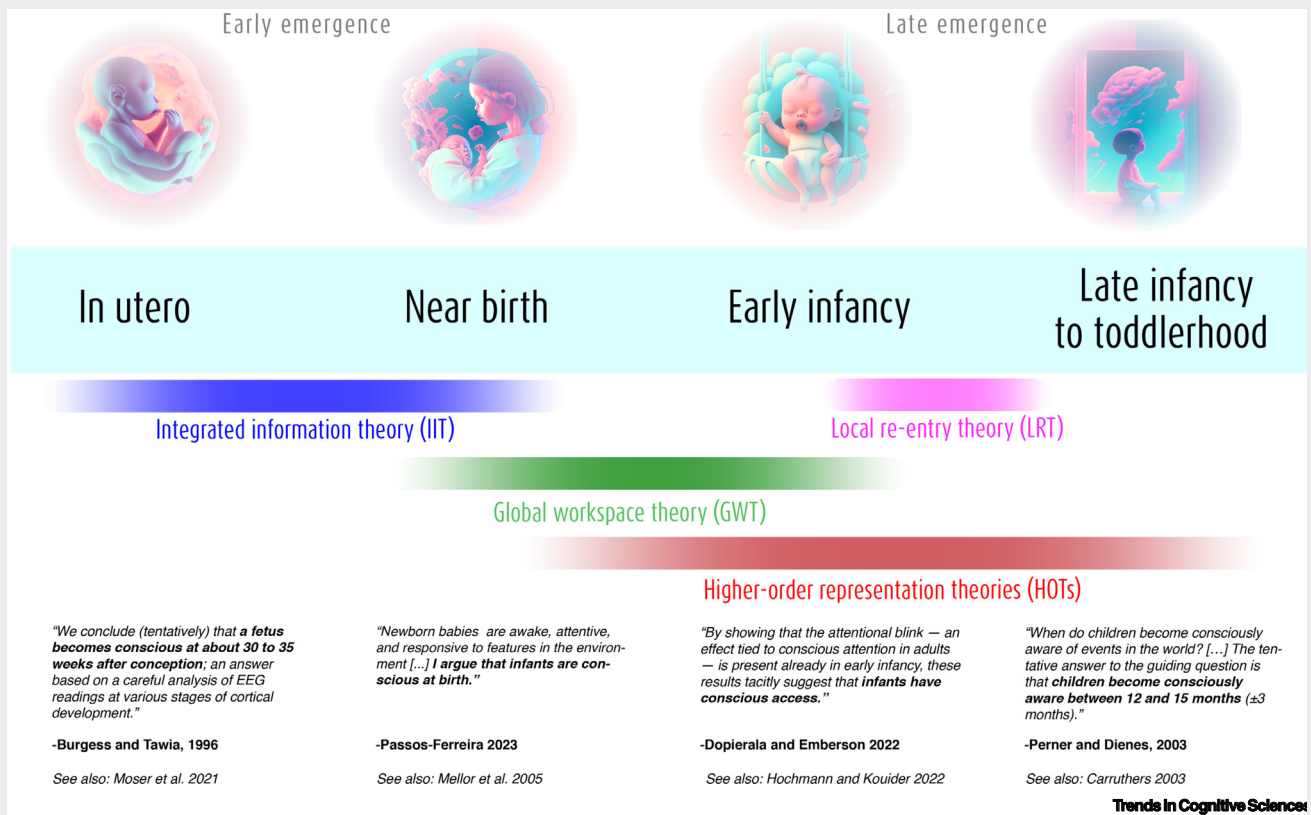 Early emergence
Late emergence
In utero
Near birth
Early infancy
Late infancy
to toddlerhood
Integrated information theory (IIT)
Local re-entry theory (LRT)
Global workspace theory (GWT)
Higher-order representation theories (HOTs)
“We conclude (tentatively) that a fetus
becomes conscious at about 30 to 35
weeks after conception; an answer
based on a careful analysis of EEG
readings at various stages of cortical
development.”
-Burgess and Tawia, 1996
See also: Moser et al. 2021
“Newborn babies are awake, attentive,
and responsive to features in the environ-
ment [...] I argue that infants are con-
scious at birth.”
-Passos-Ferreira 2023
See also: Mellor et al. 2005
“By showing that the attentional blink — an
effect tied to conscious attention in adults
— is present already in early infancy, these
results tacitly suggest that infants have
conscious access.”
-Dopierala and Emberson 2022
See also: Hochmann and Kouider 2022
“When do children become consciously
aware of events in the world? […] The ten-
tative answer to the guiding question is
that children become consciously
aware between 12 and 15 months (±3
months).”
-Perner and Dienes, 2003
See also: Carruthers 2003
Trends in Cognitive Sciences